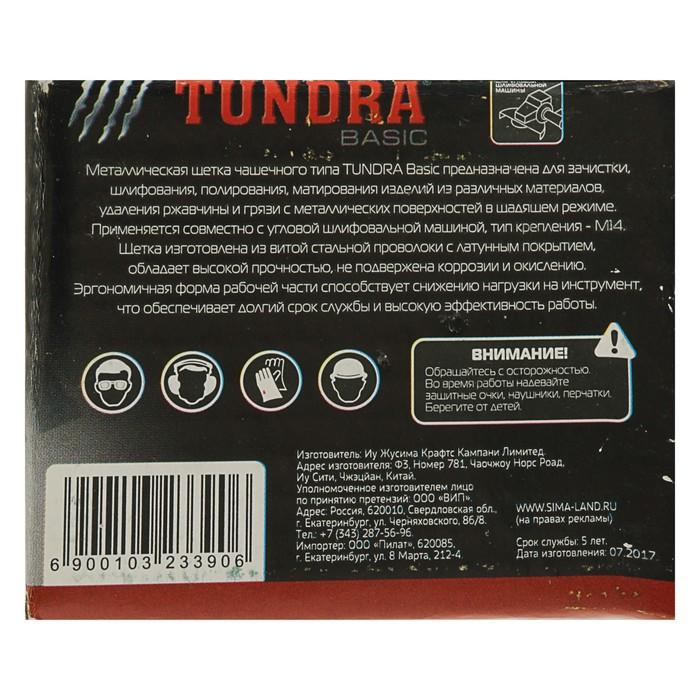 TUNDRA
BASIC
ШЛИФОВАЛЬНОЙ
МАШИНЫ
Металлическая щетка чашечного типа TUNDRA Basic предназначена для зачистки,
шлифования, полирования, матирования изделий из различных материалов,
удаления ржавчины и грязи с металлических поверхностей в щадящем режиме.
Применяется совместно с угловой шлифовальной машиной, тип крепления - М14.
Щетка изготовлена из витой стальной проволоки с латунным покрытием,
обладает высокой прочностью, не подвержена коррозии и окислению.
Эргономичная форма рабочей части способствует снижению нагрузки на инструмент,
что обеспечивает долгий срок службы и высокую эффективность работы.
ВНИМАНИЕ!
Обращайтесь с осторожностью.
Во время работы надевайте
защитные очки, наушники, перчатки.
Берегите от детей.
Изготовитель: Иу Жусима Крафтс Кампани Лимитед.
Адрес изготовителя: Ф3, Номер 781, Чаочжоу Норс Роад,
Иу Сити, Чжэцйан, Китай.
Уполномоченное изготовителем лицо
по принятию претензий: ООО «ВИП».
Адрес: Россия, 620010, Свердловская обл.,
г. Екатеринбург, ул. Черняховского, 86/8.
Тел.: +7 (343) 287-56-96.
Импортер: ООО «Пилат», 620085,
г. Екатеринбург, ул. 8 Марта, 212-4.
WWW.SIMA-LAND.RU
(на правах рекламы)
Срок службы: 5 лет.
Дата изготовления: 07.2017
6 900103 233906